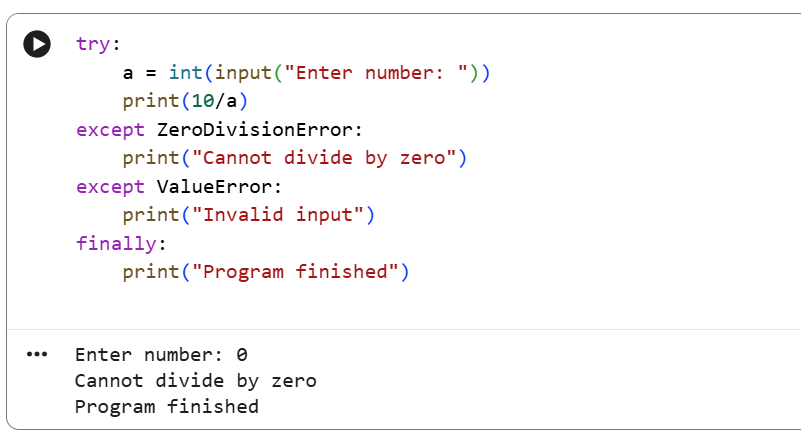 try:
    a = int(input("Enter number: "))
    print(10/a)
except ZeroDivisionError:
    print("Cannot divide by zero")
except ValueError:
    print("Invalid input")
finally:
    print("Program finished")
Enter number: 0
Cannot divide by zero
Program finished